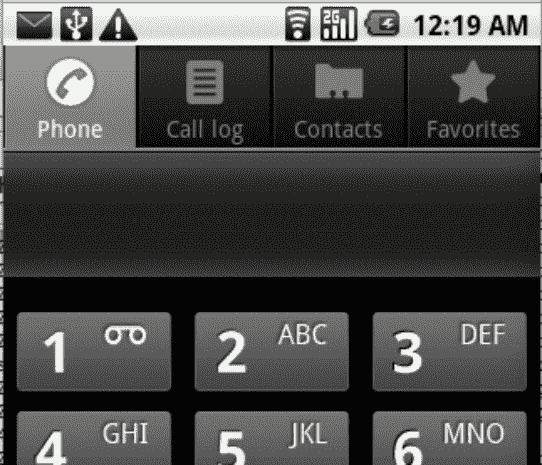 2G 12:19 AM
Phone Call log Contacts Favorites
1 2 ABC 3 DEF
4 GHI 5 JKL 6 MNO